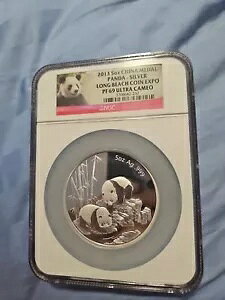 2013 5oz CHINA MEDAL
PANDA - SILVER
LONG BEACH COIN EXPO
PF 69 ULTRA CAMEO
5oz Ag .999